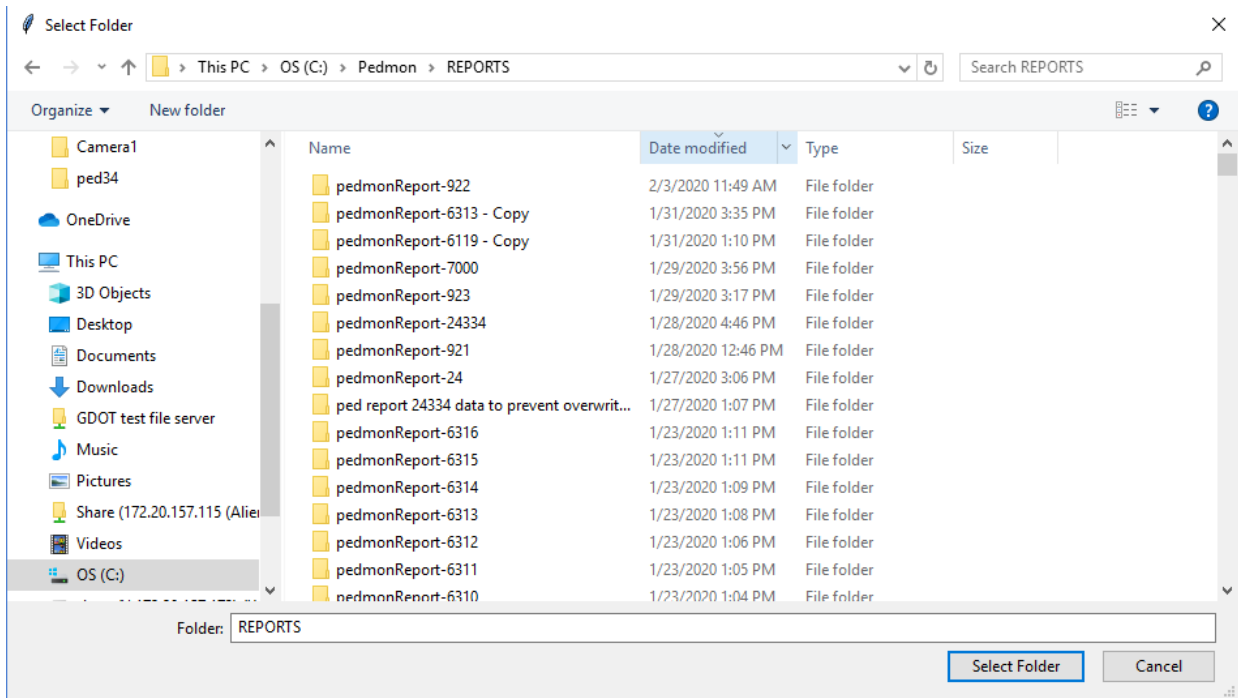 Select Folder
This PC > OS (C:) > Pedmon > REPORTS
Search REPORTS
Organize
New folder
Camera1
ped34
OneDrive
This PC
3D Objects
Desktop
Documents
Downloads
GDOT test file server
Music
Pictures
Share (172.20.157.115 (Alie
Videos
OS (C:)
Name Date modified Type Size
pedmonReport-922 2/3/2020 11:49 AM File folder
pedmonReport-6313 - Copy 1/31/2020 3:35 PM File folder
pedmonReport-6119 - Copy 1/31/2020 1:10 PM File folder
pedmonReport-7000 1/29/2020 3:56 PM File folder
pedmonReport-923 1/29/2020 3:17 PM File folder
pedmonReport-24334 1/28/2020 4:46 PM File folder
pedmonReport-921 1/28/2020 12:46 PM File folder
pedmonReport-24 1/27/2020 3:06 PM File folder
ped report 24334 data to prevent overwrit... 1/27/2020 1:07 PM File folder
pedmonReport-6316 1/23/2020 1:11 PM File folder
pedmonReport-6315 1/23/2020 1:11 PM File folder
pedmonReport-6314 1/23/2020 1:09 PM File folder
pedmonReport-6313 1/23/2020 1:08 PM File folder
pedmonReport-6312 1/23/2020 1:06 PM File folder
pedmonReport-6311 1/23/2020 1:05 PM File folder
pedmonReport-6310 1/23/2020 1:04 PM File folder
Folder: REPORTS
Select Folder
Cancel